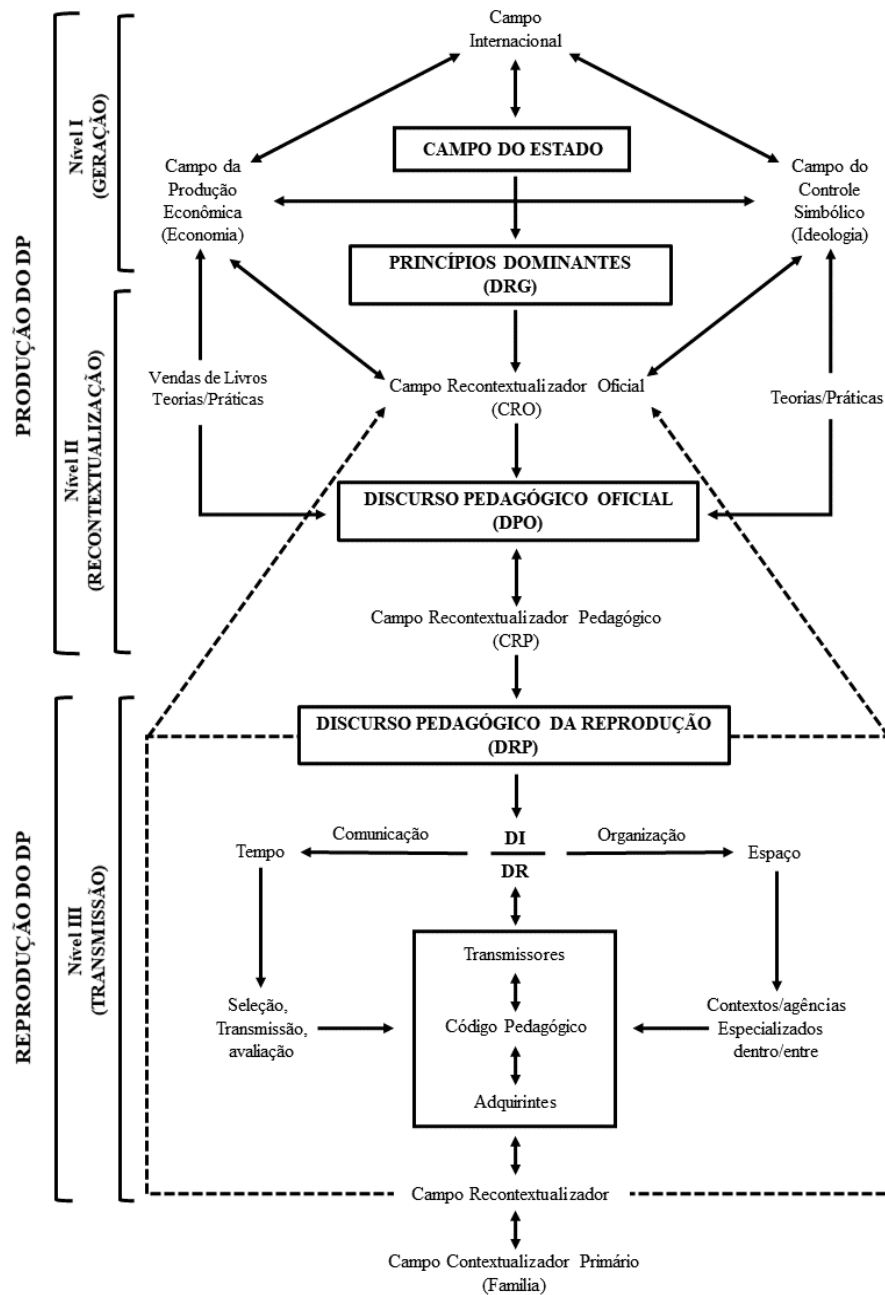 Campo
Internacional
Nível I
(GERAÇÃO)
CAMPO DO ESTADO
Campo da
Produção
Econômica
(Economia)
Campo do
Controle
Simbólico
(Ideologia)
PRINCÍPIOS DOMINANTES
(DRG)
PRODUÇÃO DO DP
Nível II
(RECONTEXTUALIZAÇÃO)
Vendas de Livros
Teorias/Práticas
Campo Recontextualizador Oficial
(CRO)
Teorias/Práticas
DISCURSO PEDAGÓGICO OFICIAL
(DPO)
Campo Recontextualizador Pedagógico
(CRP)
DISCURSO PEDAGÓGICO DA REPRODUÇÃO
(DRP)
REPRODUÇÃO DO DP
Nível III
(TRANSMISSÃO)
Comunicação
Organização
Tempo
DI
DR
Espaço
Transmissores
Seleção,
Transmissão,
avaliação
Código Pedagógico
Contextos/agências
Especializados
dentro/entre
Adquirintes
Campo Recontextualizador
Campo Contextualizador Primário
(Família)